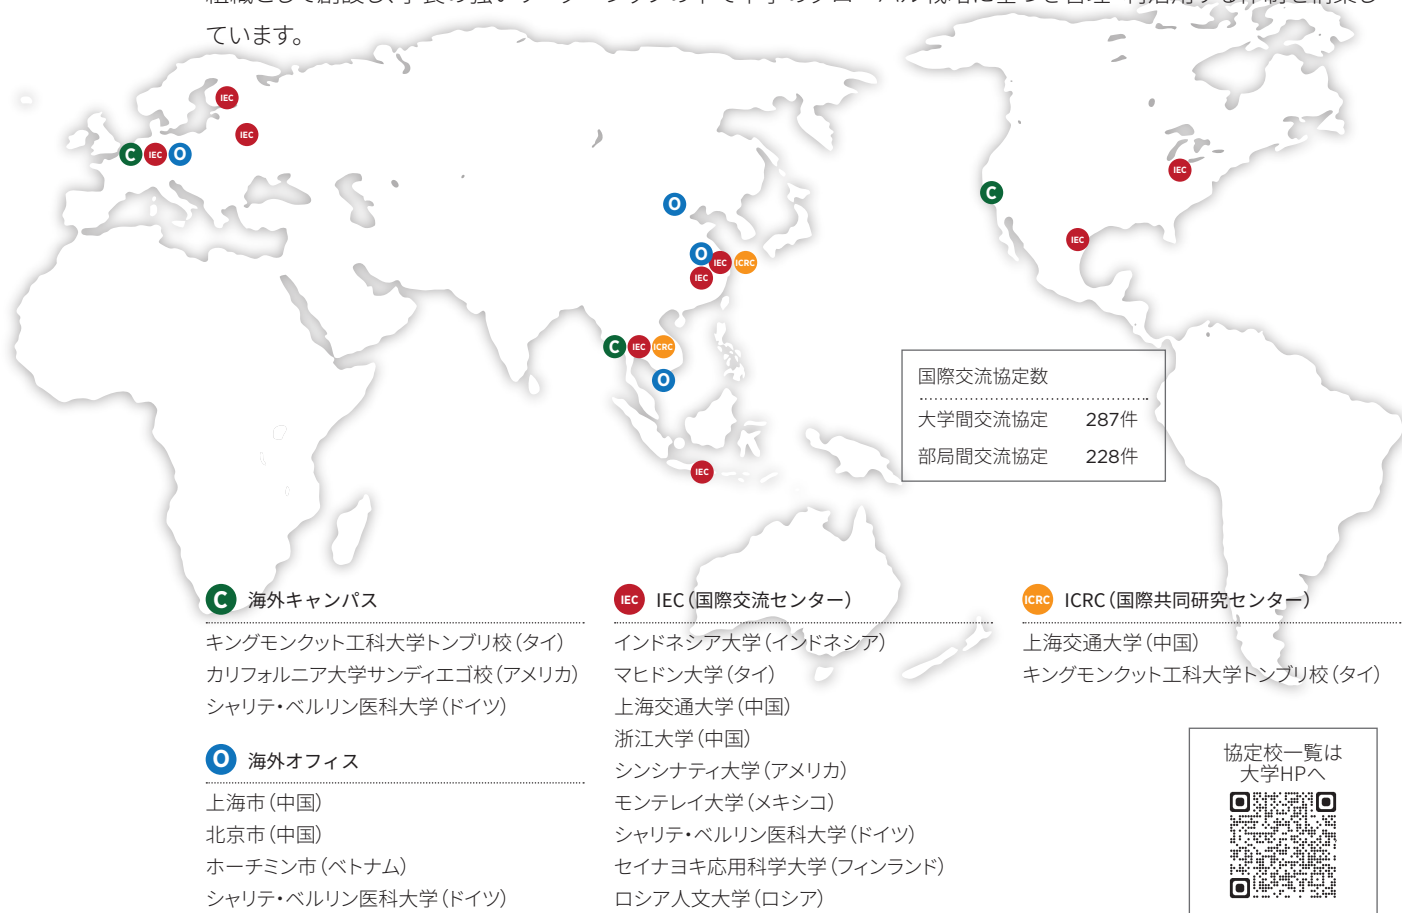 ています。
IEC
IEC
C IEC O
O
C
IEC
IEC
O
IEC ICRC
IEC
C IEC ICRC
O
IEC
国際交流協定数
大学間交流協定 287件
部局間交流協定 228件
C 海外キャンパス
キングモンクット工科大学トンブリ校（タイ）
カリフォルニア大学サンディエゴ校（アメリカ）
シャリテ・ベルリン医科大学（ドイツ）
O 海外オフィス
上海市（中国）
北京市（中国）
ホーチミン市（ベトナム）
シャリテ・ベルリン医科大学（ドイツ）
IEC IEC（国際交流センター）
インドネシア大学（インドネシア）
マヒドン大学（タイ）
上海交通大学（中国）
浙江大学（中国）
シンシナティ大学（アメリカ）
モンテレイ大学（メキシコ）
シャリテ・ベルリン医科大学（ドイツ）
セイナヨキ応用科学大学（フィンランド）
ロシア人文大学（ロシア）
ICRC ICRC（国際共同研究センター）
上海交通大学（中国）
キングモンクット工科大学トンブリ校（タイ）
協定校一覧は
大学HPへ